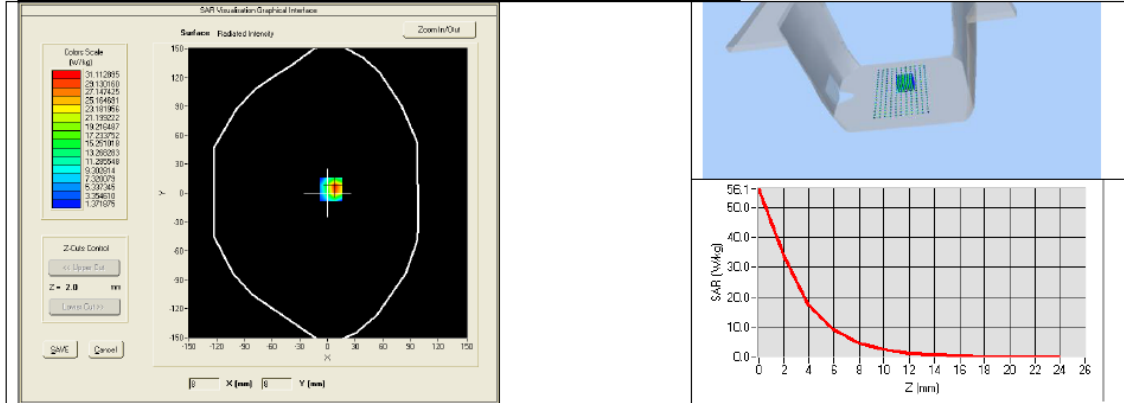 SAR Visualisation Graphical Interface
Surface Radiated Intensity
Zoom In/Out
Colors Scale
(W/kg)
31.112895
29.130160
27.147425
25.164691
23.181956
21.199222
19.216487
17.233752
15.251018
13.268283
11.285548
9.302814
7.320079
5.337345
3.354610
1.371875
Z-Cuts Control
<< Upper Cut
Z = 2.0 mm
Lower Cut >>
SAVE Cancel
Y
150-
120-
90-
60-
30-
0-
-30-
-60-
-90-
-120-
-150-
-150 -120 -90 -60 -30 0 30 60 90 120 150
X
8 X (mm) 8 Y (mm)
SAR (W/kg)
56.1-
50.0-
40.0-
30.0-
20.0-
10.0-
0.0-
0 2 4 6 8 10 12 14 16 18 20 22 24 26
Z (mm)